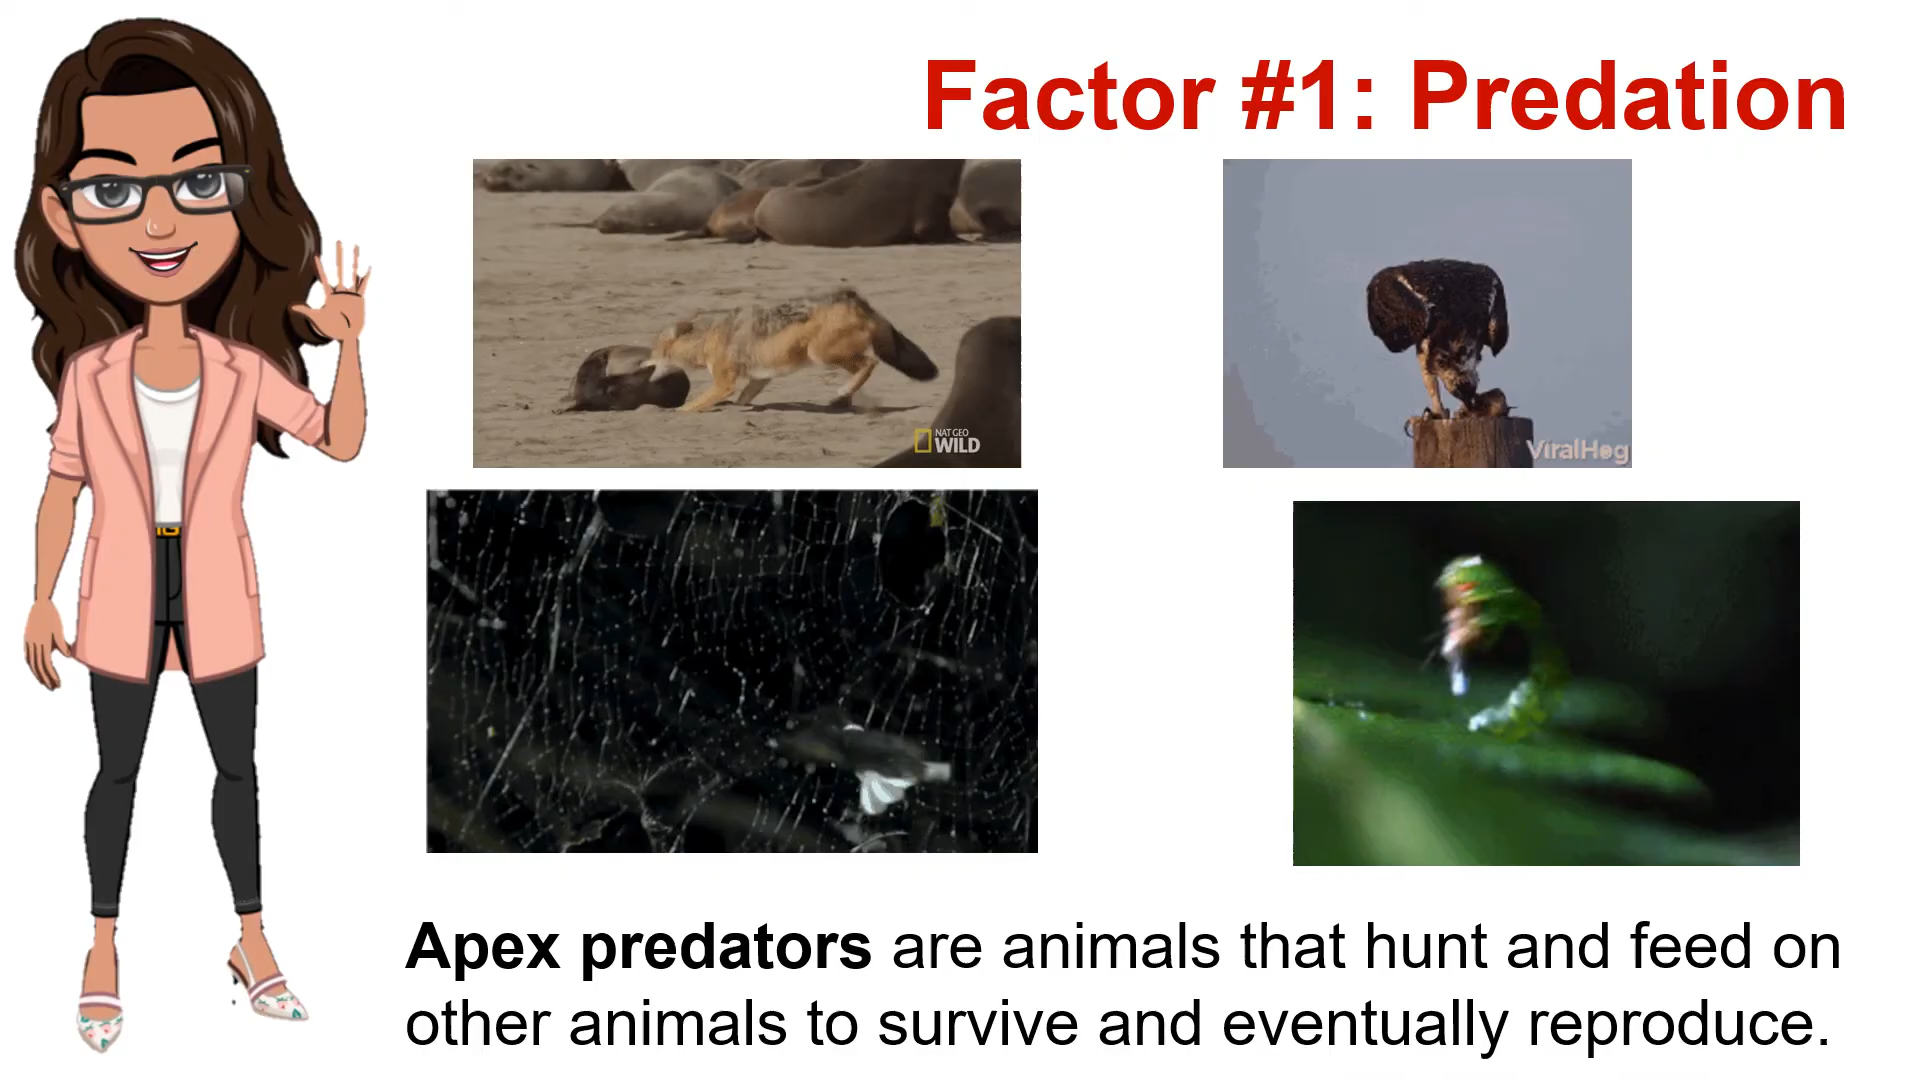 Factor #1: Predation
NAT GEO
WILD
ViralHog
Apex predators are animals that hunt and feed on
other animals to survive and eventually reproduce.